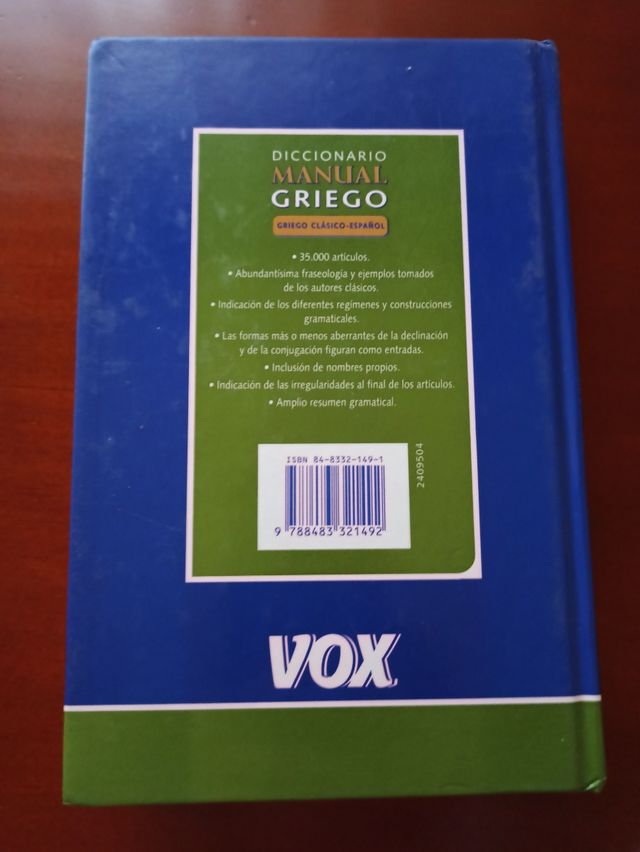 DICCIONARIO
MANUAL
GRIEGO
GRIEGO CLÁSICO-ESPAÑOL
• 35.000 artículos.
• Abundantísima fraseología y ejemplos tomados
de los autores clásicos.
• Indicación de los diferentes regímenes y construcciones
gramaticales.
• Las formas más o menos aberrantes de la declinación
y de la conjugación figuran como entradas.
• Inclusión de nombres propios.
• Indicación de las irregularidades al final de los artículos.
• Amplio resumen gramatical.
ISBN 84-8332-149-1
9 788483 321492
2409504
VOX